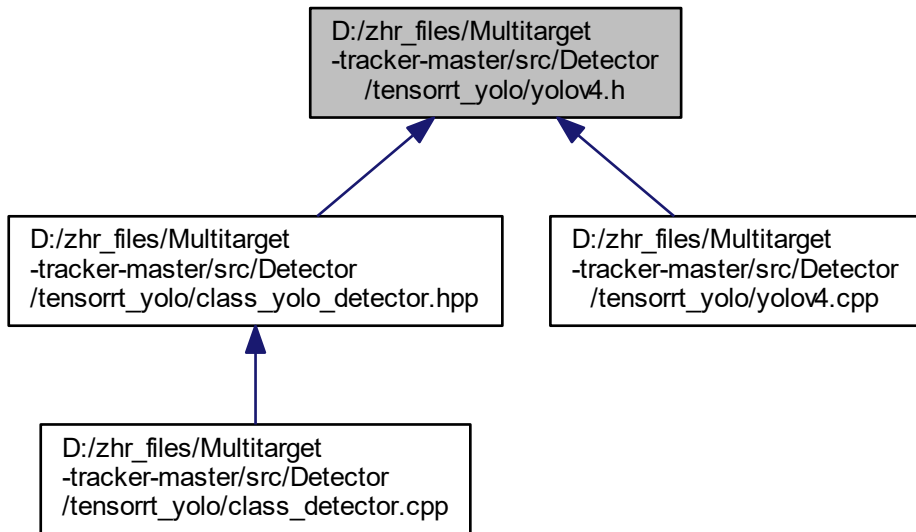 D:/zhr_files/Multitarget
-tracker-master/src/Detector
/tensorrt_yolo/yolov4.h
D:/zhr_files/Multitarget
-tracker-master/src/Detector
/tensorrt_yolo/class_yolo_detector.hpp
D:/zhr_files/Multitarget
-tracker-master/src/Detector
/tensorrt_yolo/yolov4.cpp
D:/zhr_files/Multitarget
-tracker-master/src/Detector
/tensorrt_yolo/class_detector.cpp